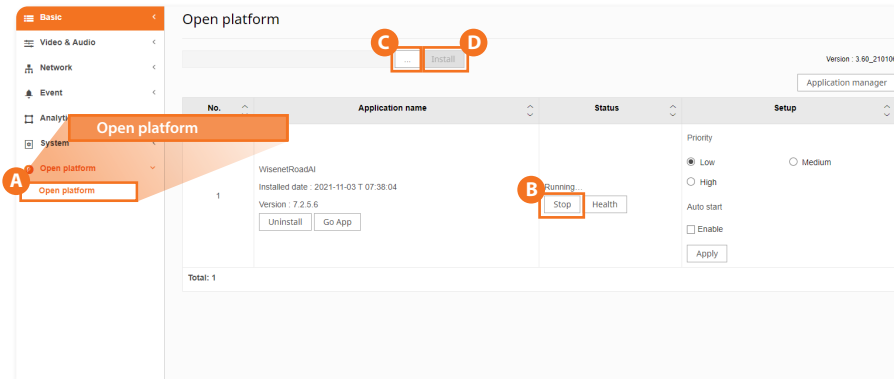 Basic
Open platform
Video & Audio
C
D
... Install
Version : 3.60_210106
Network
Application manager
Event
No. Application name Status Setup
Open platform
System
Priority
Open platform
Low Medium
A
WisenetRoadAI
High
Open platform
Installed date : 2021-11-03 T 07:38:04
B
Running...
1
Version : 7.2.5.6
Stop Health
Auto start
Uninstall Go App
Enable
Apply
Total: 1